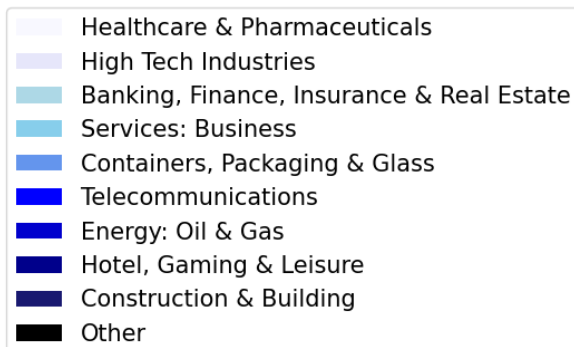 Healthcare & Pharmaceuticals
High Tech Industries
Banking, Finance, Insurance & Real Estate
Services: Business
Containers, Packaging & Glass
Telecommunications
Energy: Oil & Gas
Hotel, Gaming & Leisure
Construction & Building
Other